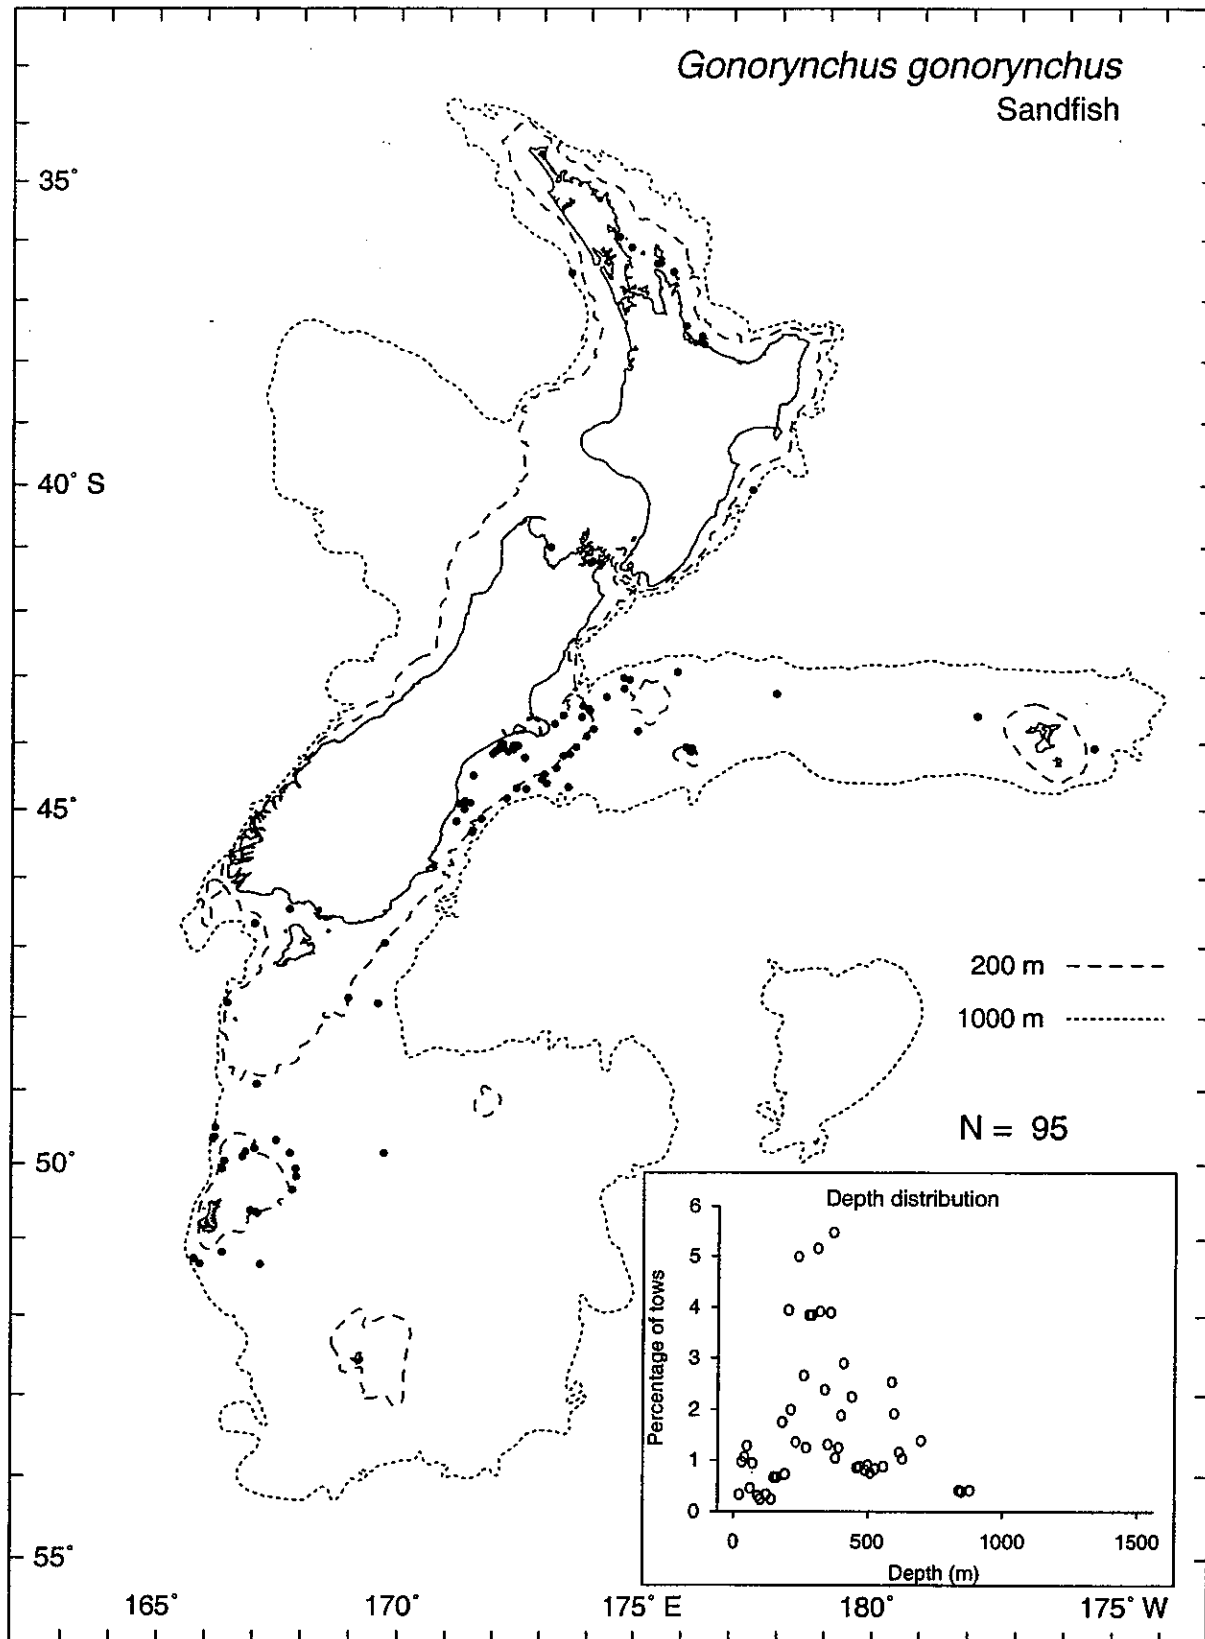 Gonorynchus gonorynchus
Sandfish
35°
40° S
45°
50°
55°
200 m
1000 m
N = 95
Depth distribution
6
5
4
3
2
1
0
Percentage of tows
0 500 1000 1500
Depth (m)
165° 170° 175° E 180° 175° W